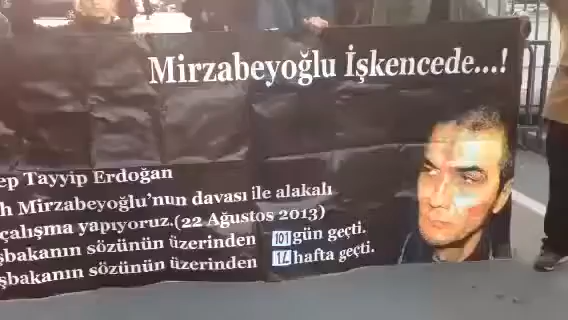 Mirzabeyoğlu İşkencede...!
ep Tayyip Erdoğan
h Mirzabeyoğlu'nun davası ile alakalı
çalışma yapıyoruz.(22 Ağustos 2013)
şbakanın sözünün üzerinden 101 gün geçti.
şbakanın sözünün üzerinden hafta geçti.